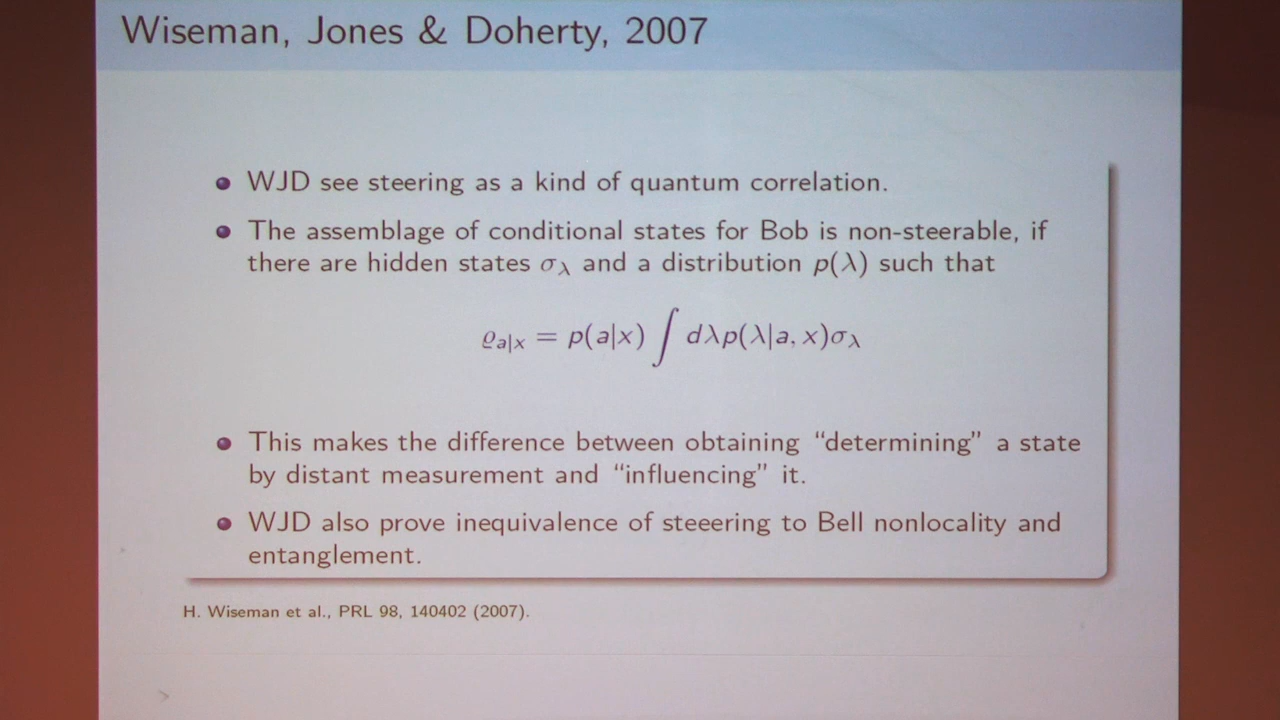 Wiseman, Jones & Doherty, 2007
WJD see steering as a kind of quantum correlation.
The assemblage of conditional states for Bob is non-steerable, if
there are hidden states σ_λ and a distribution p(λ) such that
ϱ_{a|x} = p(a|x) ∫ dλp(λ|a, x)σ_λ
This makes the difference between obtaining “determining” a state
by distant measurement and “influencing” it.
WJD also prove inequivalence of steeering to Bell nonlocality and
entanglement.
H. Wiseman et al., PRL 98, 140402 (2007).